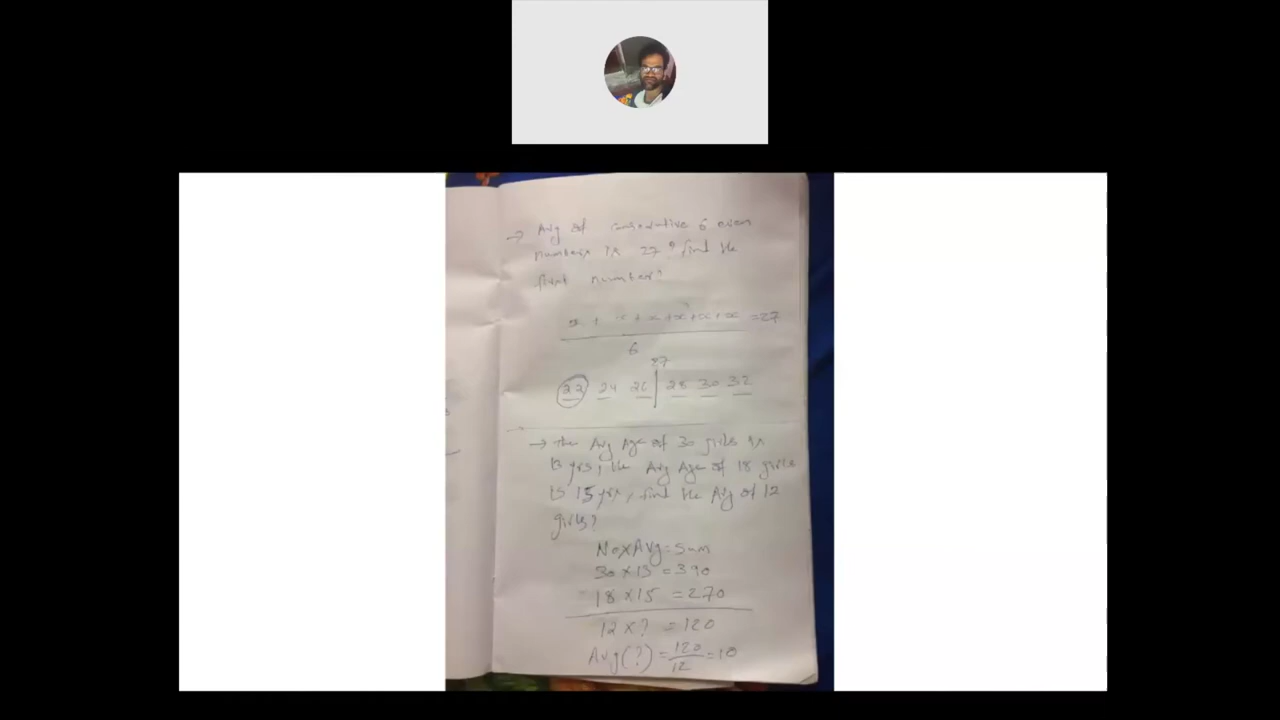 → Avg of consecutive 6 even
numbers is 27? find the
first number?
x + x + x + x + x + x = 27
6
27
22 24 26 | 28 30 32
→ The Avg Age of 30 girls is
13 yrs, the Avg Age of 18 girls
is 15 yrs, find the Avg of 12
girls?
No×Avg=Sum
30 × 13 = 390
18 × 15 = 270
12 × ? = 120
Avg(?) = 120/12 = 10